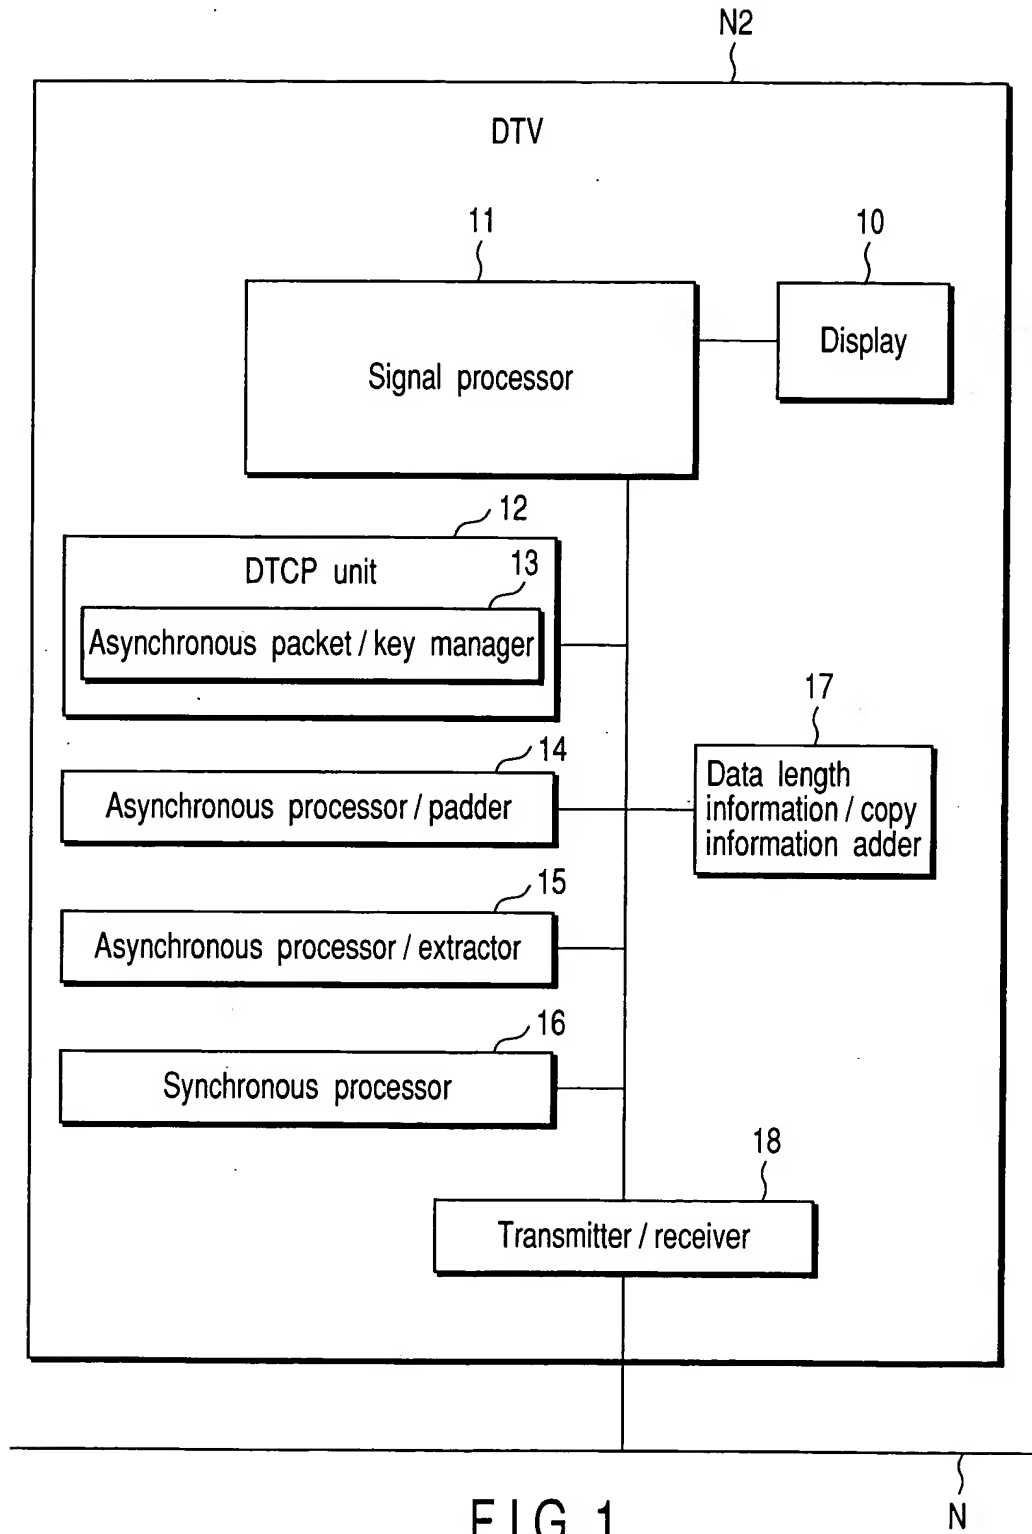 N2
DTV
11
10
Signal processor
Display
12
DTCP unit
13
Asynchronous packet / key manager
17
14
Data length
information / copy
information adder
Asynchronous processor / padder
15
Asynchronous processor / extractor
16
Synchronous processor
18
Transmitter / receiver
N
FIG. 1